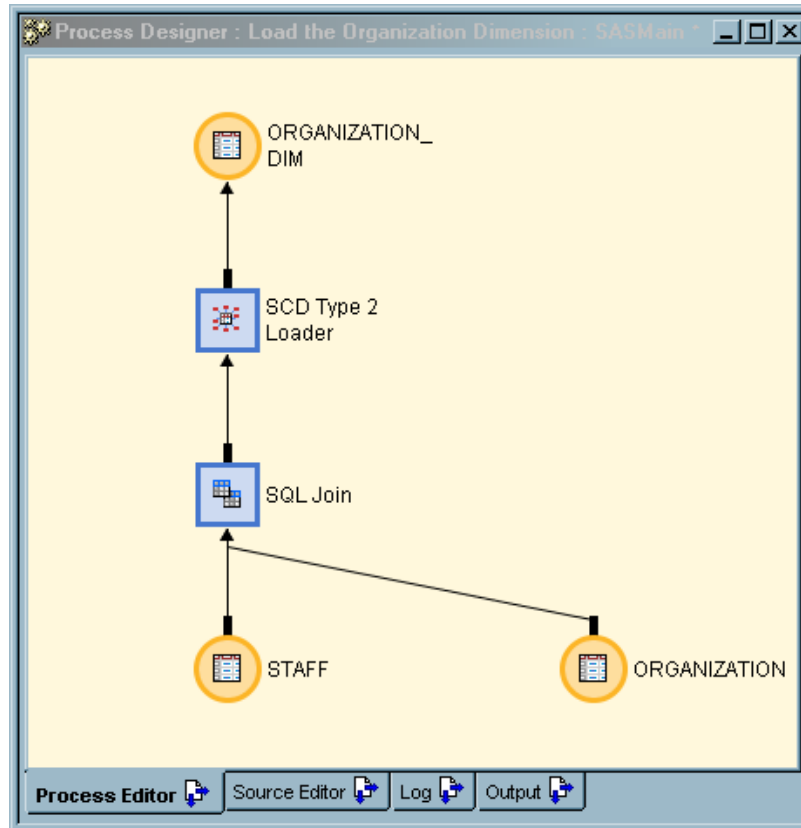 Process Designer : Load the Organization Dimension : SASMain *
ORGANIZATION_
DIM
SCD Type 2
Loader
SQL Join
STAFF
ORGANIZATION
Process Editor
Source Editor
Log
Output